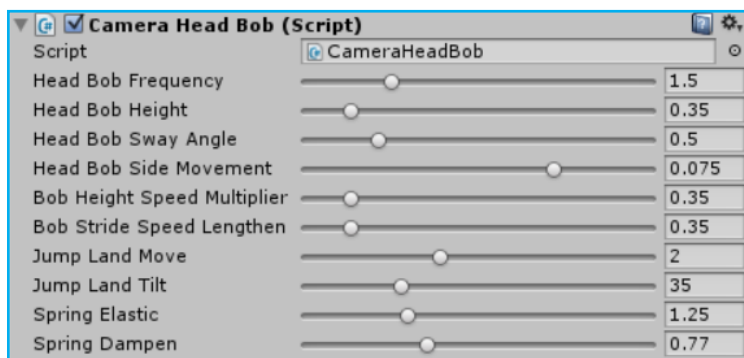 Camera Head Bob (Script)
Script CameraHeadBob
Head Bob Frequency 1.5
Head Bob Height 0.35
Head Bob Sway Angle 0.5
Head Bob Side Movement 0.075
Bob Height Speed Multiplier 0.35
Bob Stride Speed Lengthen 0.35
Jump Land Move 2
Jump Land Tilt 35
Spring Elastic 1.25
Spring Dampen 0.77